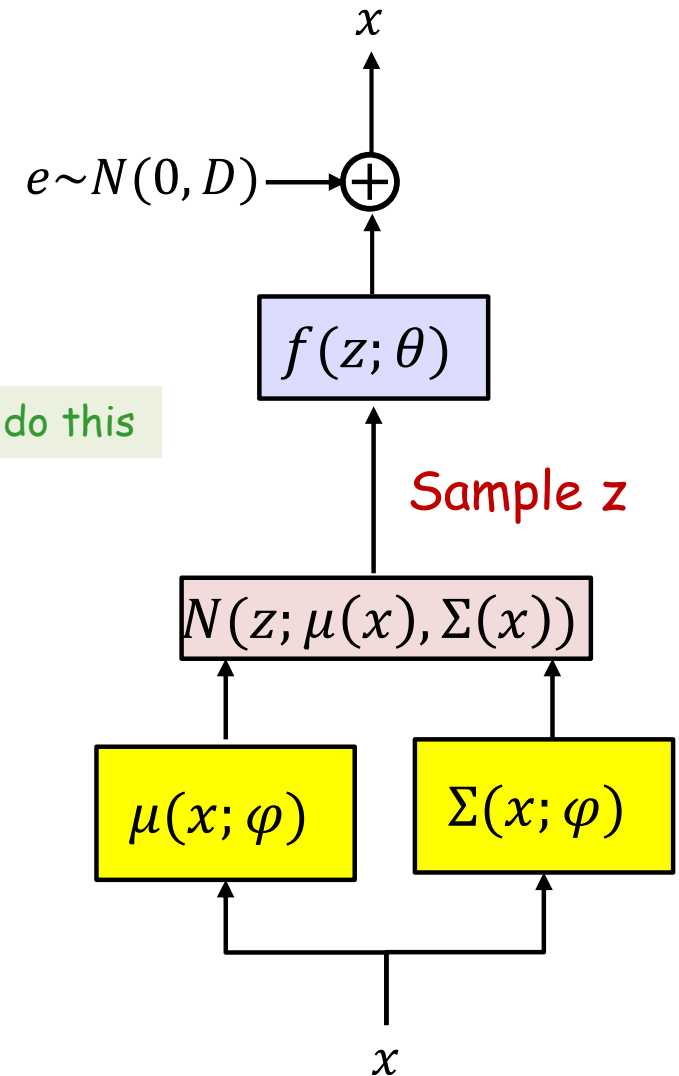 x
e~N(0, D)
+
f(z; θ)
do this
Sample z
N(z; μ(x), Σ(x))
μ(x; φ)
Σ(x; φ)
x